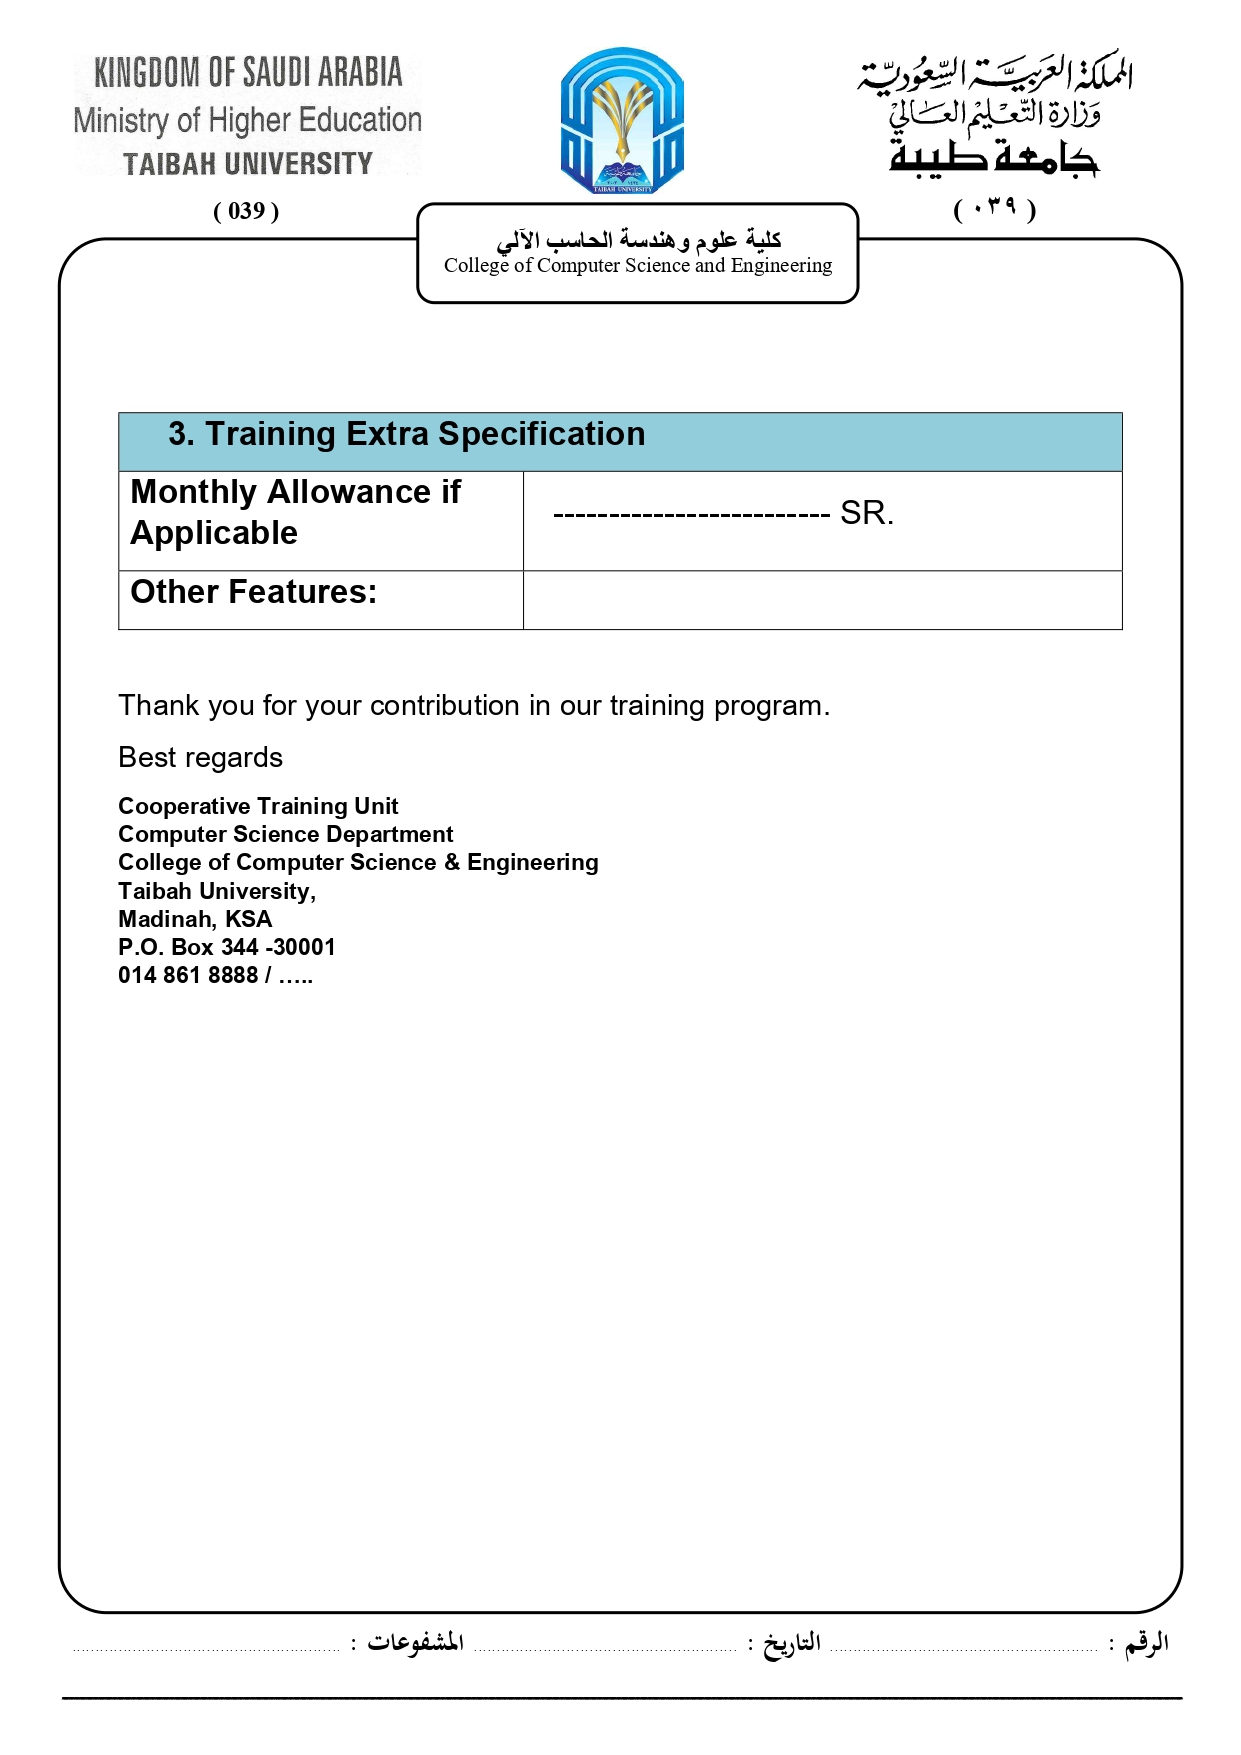 KINGDOM OF SAUDI ARABIA
Ministry of Higher Education
TAIBAH UNIVERSITY
( 039 )
جامعة طيبة
TAIBAH UNIVERSITY
المملكة العربية السعودية
وزارة التعليم العالي
جامعة طيبة
( ٠٣٩ )
كلية علوم وهندسة الحاسب الآلي
College of Computer Science and Engineering
3. Training Extra Specification
Monthly Allowance if
Applicable
------------------------- SR.
Other Features:
Thank you for your contribution in our training program.
Best regards
Cooperative Training Unit
Computer Science Department
College of Computer Science & Engineering
Taibah University,
Madinah, KSA
P.O. Box 344 -30001
014 861 8888 / …..
الرقم : .......................................................... التاريخ : ......................................................... المشفوعات : ..........................................................